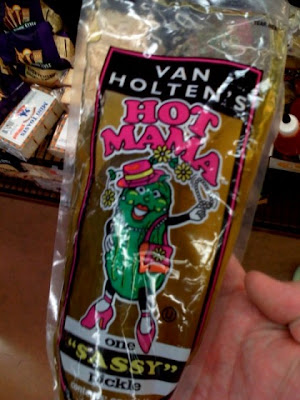 VAN
HOLTEN'S
HOT
MAMA
one
"SASSY"
pickle